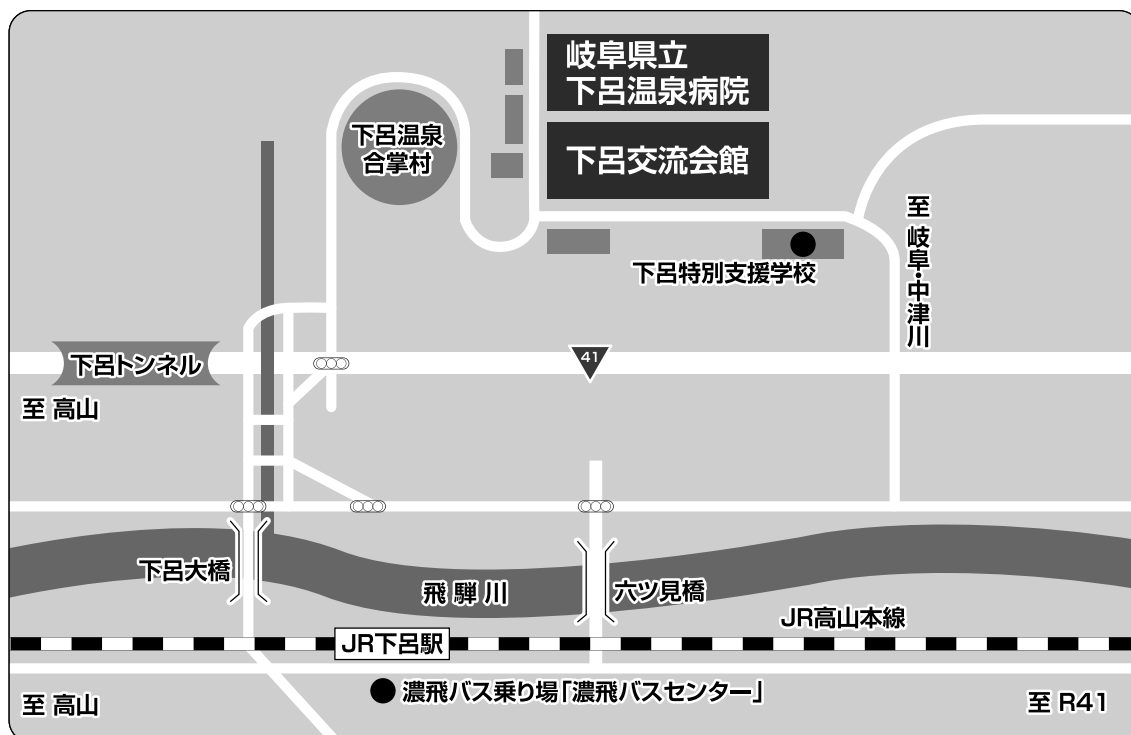 岐阜県立
下呂温泉病院
下呂温泉
合掌村
下呂交流会館
至 岐阜・中津川
下呂特別支援学校
41
下呂トンネル
至 高山
下呂大橋
飛騨川
六ツ見橋
JR高山本線
JR下呂駅
濃飛バス乗り場「濃飛バスセンター」
至 高山
至 R41